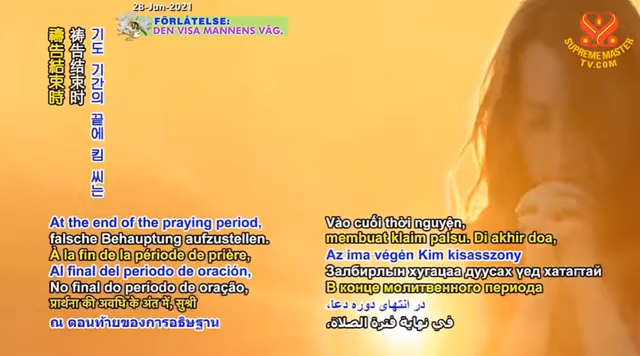 28-Jun-2021
FÖRLÅTELSE:
DEN VISA MANNENS VÄG.
SUPREME MASTER
TV.COM
禱告結束時
祷告结束时
기도 기간의 끝에 킴 씨는
At the end of the praying period,
falsche Behauptung aufzustellen.
À la fin de la période de prière,
Al final del periodo de oración,
No final do período de oração,
प्रार्थना की अवधि के अंत में, सुश्री
ณ ตอนท้ายของการอธิษฐาน
Vào cuối thời nguyện,
membuat klaim palsu. Di akhir doa,
Az ima végén Kim kisasszony
Залбирлын хугацаа дуусах үед хатагтай
В конце молитвенного периода
در انتهای دوره دعا،
في نهاية فترة الصلاة،